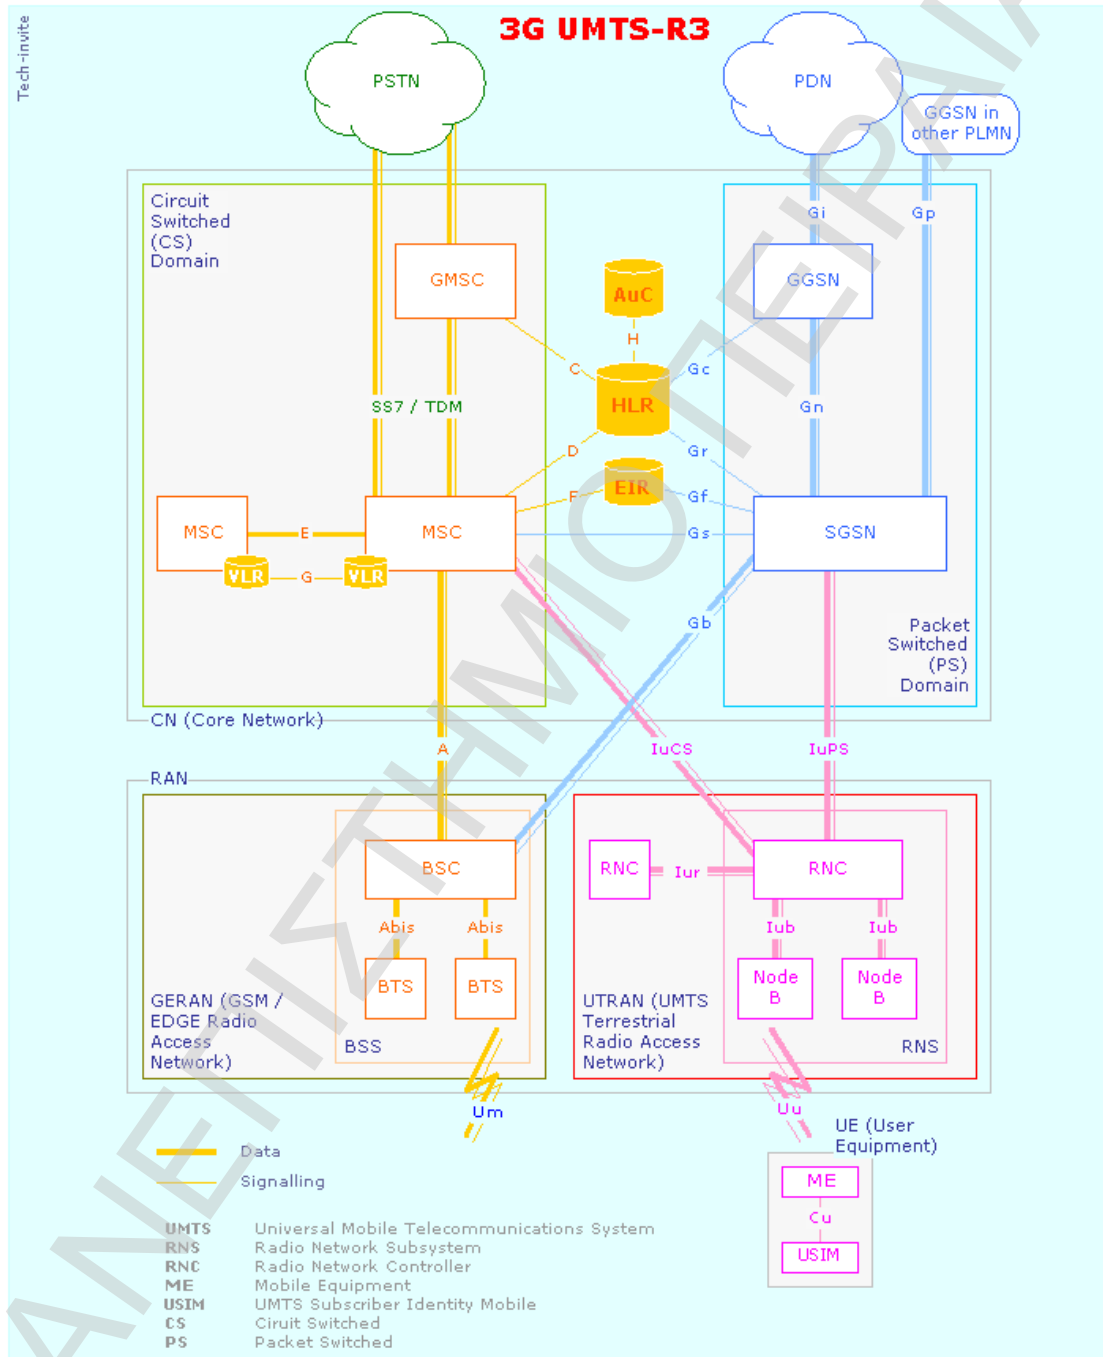 Tech-invite
3G UMTS-R3
PSTN
PDN
GGSN in
other PLMN
Circuit
Switched
(CS)
Domain
Gi
Gp
GMSC
AuC
GGSN
H
C
Gc
HLR
SS7 / TDM
Gn
D
Gr
F
EIR
Gf
MSC
E
MSC
Gs
SGSN
VLR
G
VLR
Gb
Packet
Switched
(PS)
Domain
CN (Core Network)
A
IuCS
IuPS
RAN
BSC
RNC
Iur
RNC
Abis
Abis
Iub
Iub
BTS
BTS
Node
B
Node
B
GERAN (GSM /
EDGE Radio
Access
Network)
BSS
UTRAN (UMTS
Terrestrial
Radio Access
Network)
RNS
Um
Uu
UE (User
Equipment)
Data
Signalling
ME
Cu
USIM
UMTS Universal Mobile Telecommunications System
RNS Radio Network Subsystem
RNC Radio Network Controller
ME Mobile Equipment
USIM UMTS Subscriber Identity Mobile
CS Ciruit Switched
PS Packet Switched
ΠΑΝΕΠΙΣΤΗΜΙΟ ΠΕΙΡΑΙΑ